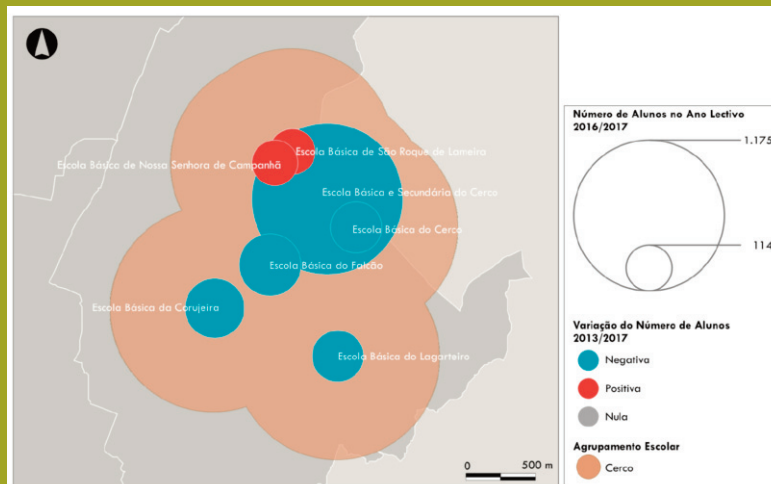 Escola Básica de São Roque de Lameira
Escola Básica de Nossa Senhora de Campanhã
Escola Básica e Secundária do Cerco
Escola Básica do Cerco
Escola Básica do Falcão
Escola Básica da Corujeira
Escola Básica do Lagarteiro
0 500 m
Número de Alunos no Ano Lectivo
2016/2017
1.175
114
Variação do Número de Alunos
2013/2017
Negativa
Positiva
Nula
Agrupamento Escolar
Cerco